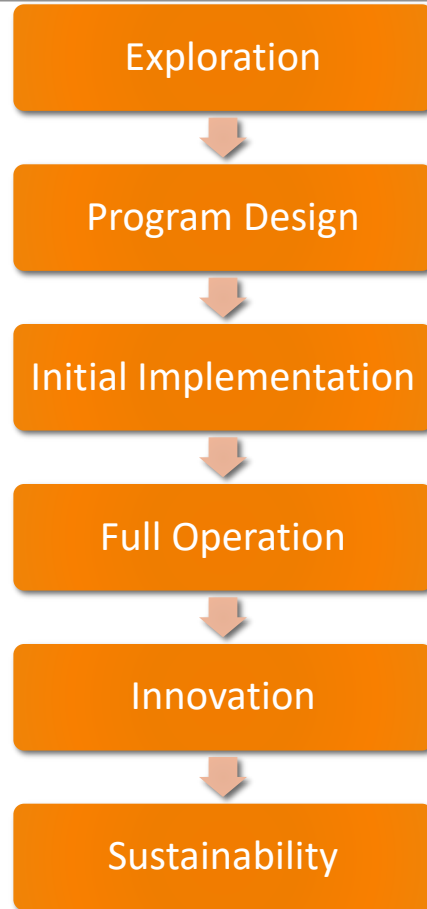 Exploration
Program Design
Initial Implementation
Full Operation
Innovation
Sustainability